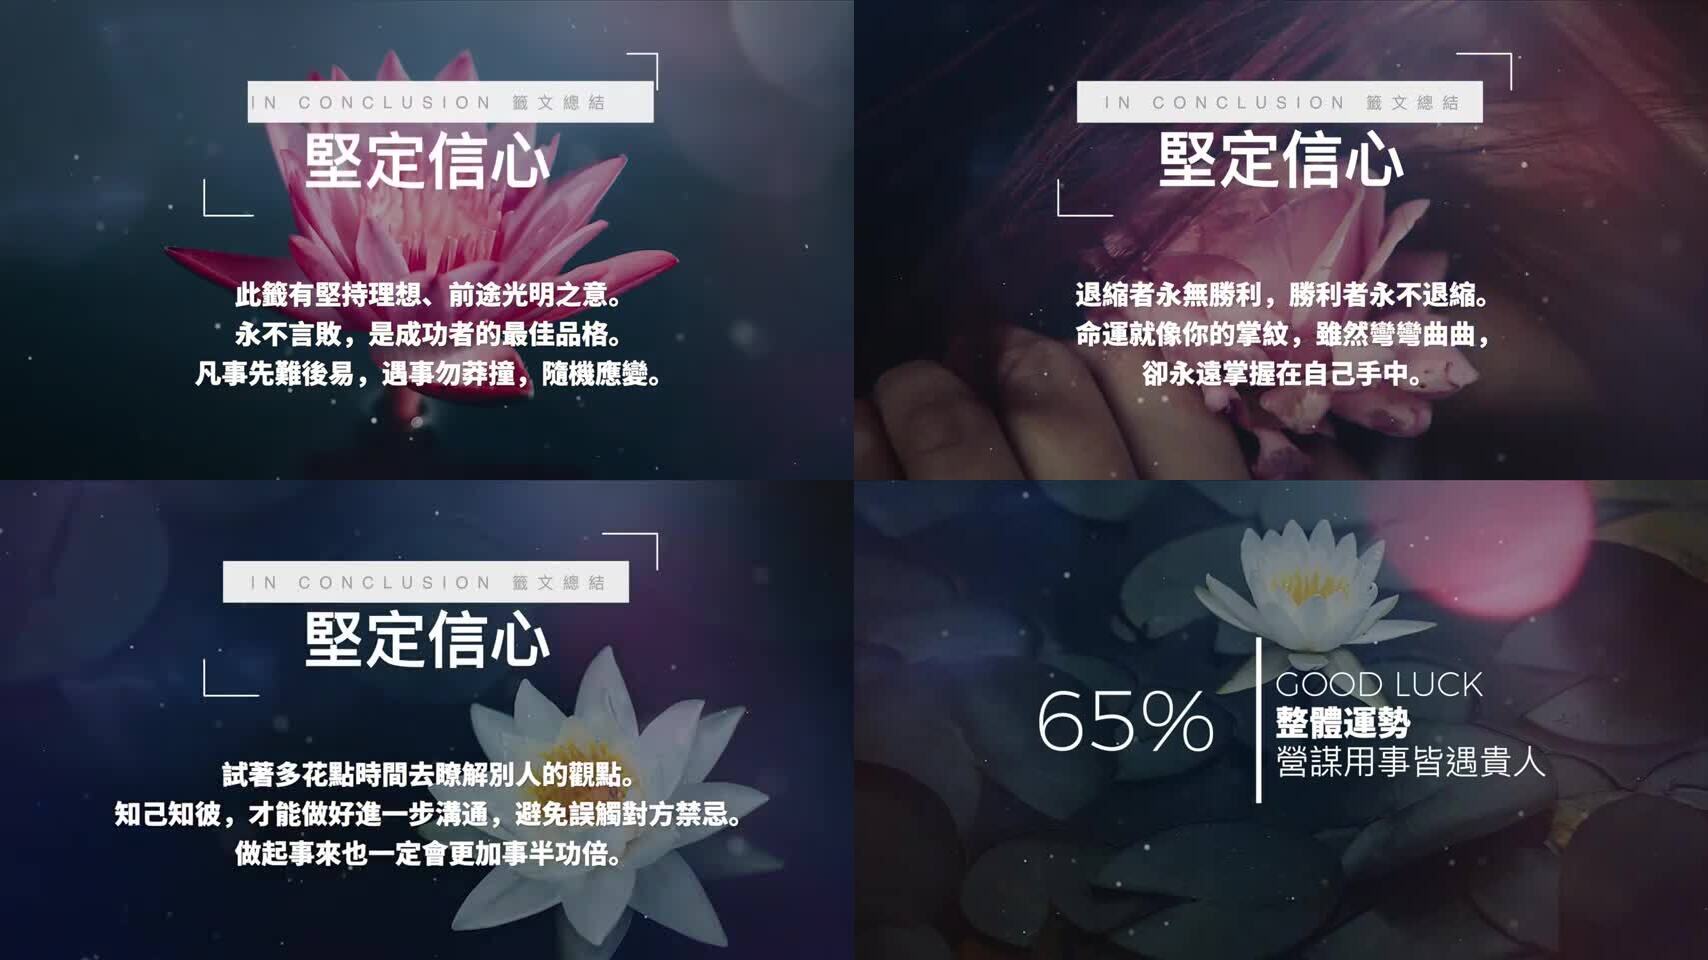 IN CONCLUSION 籤文總結
堅定信心
此籤有堅持理想、前途光明之意。
永不言敗，是成功者的最佳品格。
凡事先難後易，遇事勿莽撞，隨機應變。
IN CONCLUSION 籤文總結
堅定信心
退縮者永無勝利，勝利者永不退縮。
命運就像你的掌紋，雖然彎彎曲曲，
卻永遠掌握在自己手中。
IN CONCLUSION 籤文總結
堅定信心
試著多花點時間去瞭解別人的觀點。
知己知彼，才能做好進一步溝通，避免誤觸對方禁忌。
做起事來也一定會更加事半功倍。
65%
GOOD LUCK
整體運勢
營謀用事皆遇貴人